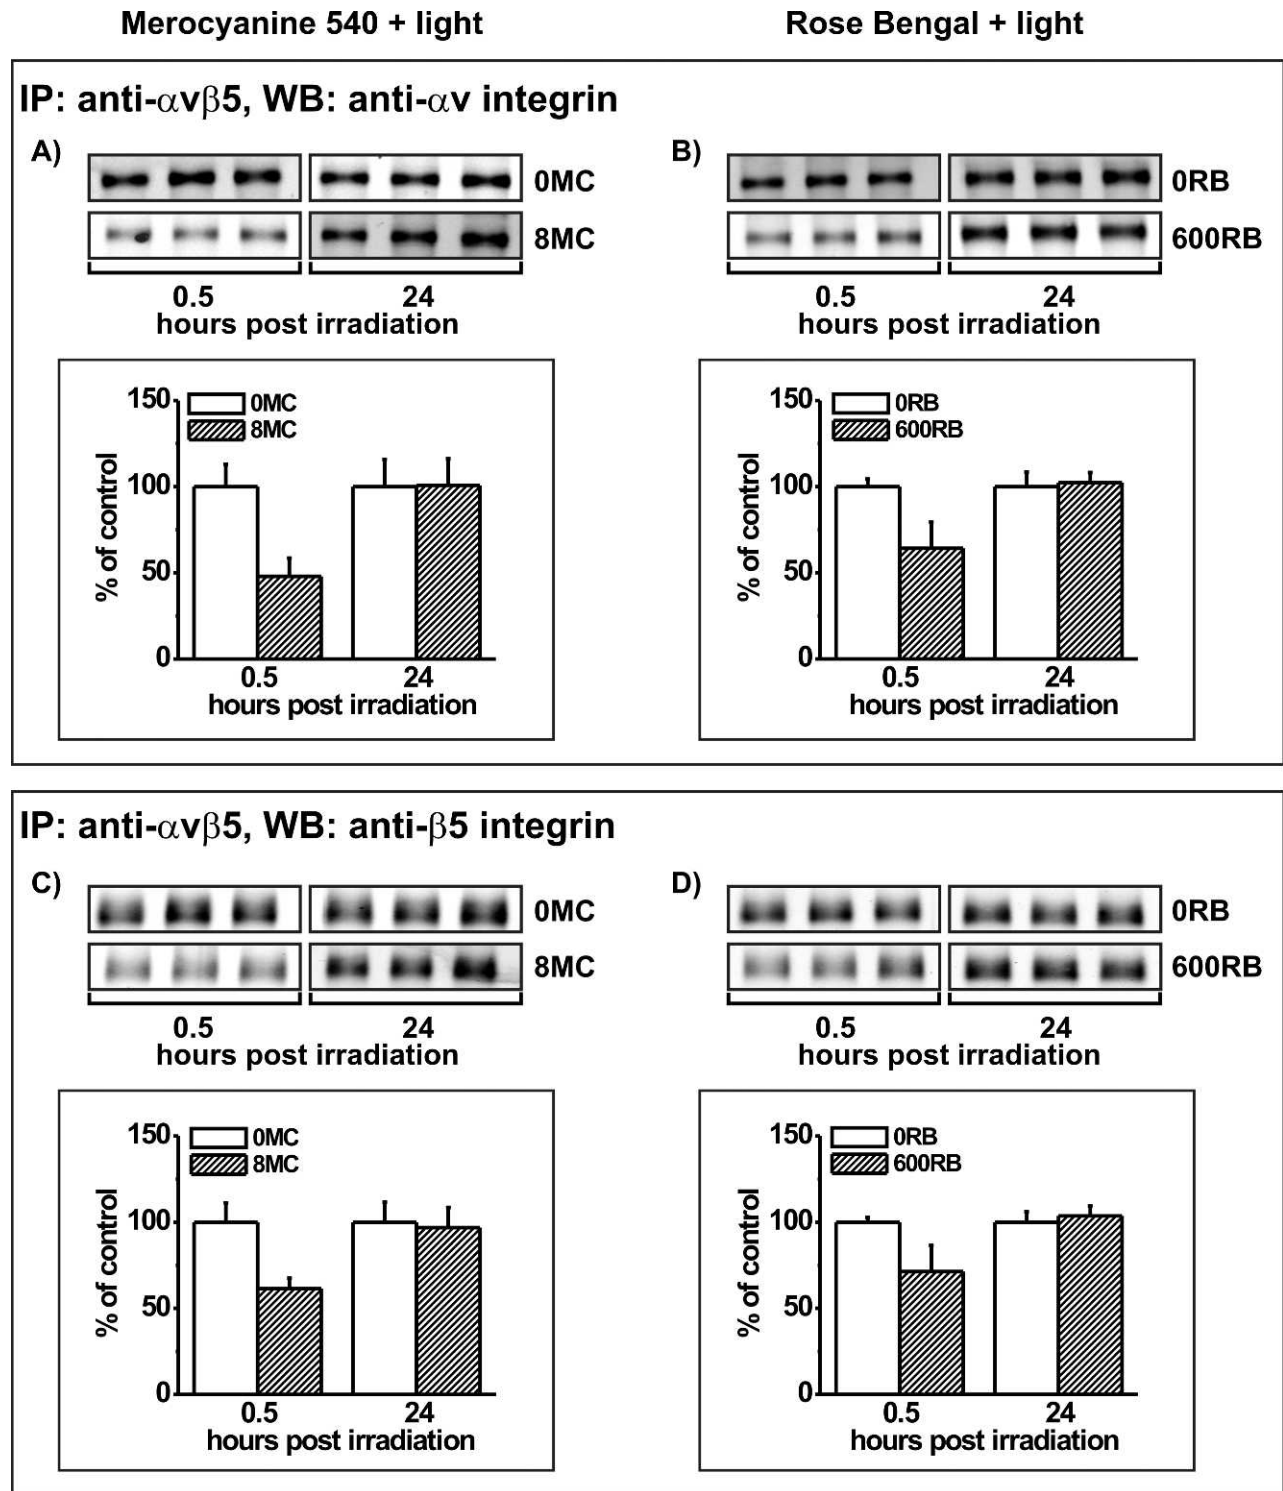 Merocyanine 540 + light
Rose Bengal + light
IP: anti-αvβ5, WB: anti-αv integrin
A)
0MC
8MC
0.5 24
hours post irradiation
150
100
50
0
% of control
0MC
8MC
0.5 24
hours post irradiation
B)
0RB
600RB
0.5 24
hours post irradiation
150
100
50
0
% of control
0RB
600RB
0.5 24
hours post irradiation
IP: anti-αvβ5, WB: anti-β5 integrin
C)
0MC
8MC
0.5 24
hours post irradiation
150
100
50
0
% of control
0MC
8MC
0.5 24
hours post irradiation
D)
0RB
600RB
0.5 24
hours post irradiation
150
100
50
0
% of control
0RB
600RB
0.5 24
hours post irradiation